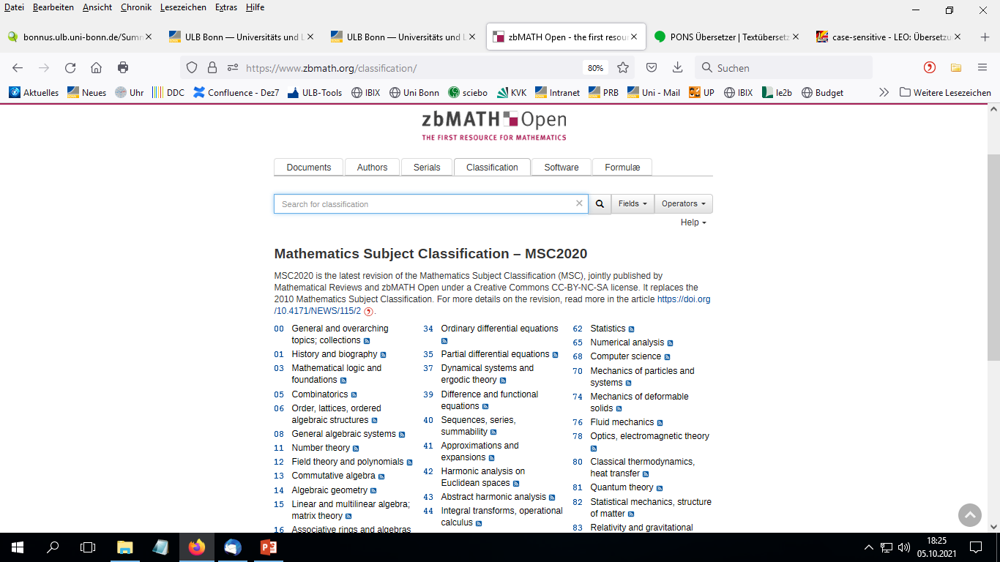 Datei Bearbeiten Ansicht Chronik Lesezeichen Extras Hilfe
bonnus.ulb.uni-bonn.de/Sumn
ULB Bonn — Universitäts und L
ULB Bonn — Universitäts und L
zbMATH Open - the first resou
PONS Übersetzer | Textübersetz
case-sensitive - LEO: Übersetzu
https://www.zbmath.org/classification/
80%
Suchen
Aktuelles Neues Uhr DDC Confluence - Dez7 ULB-Tools IBIX Uni Bonn sciebo KVK Intranet PRB Uni - Mail UP IBIX le2b Budget Weitere Lesezeichen
zbMATH Open
THE FIRST RESOURCE FOR MATHEMATICS
Documents Authors Serials Classification Software Formulæ
Search for classification
Fields Operators
Help
Mathematics Subject Classification – MSC2020
MSC2020 is the latest revision of the Mathematics Subject Classification (MSC), jointly published by
Mathematical Reviews and zbMATH Open under a Creative Commons CC-BY-NC-SA license. It replaces the
2010 Mathematics Subject Classification. For more details on the revision, read more in the article https://doi.org
/10.4171/NEWS/115/2 .
00 General and overarching
topics; collections
01 History and biography
03 Mathematical logic and
foundations
05 Combinatorics
06 Order, lattices, ordered
algebraic structures
08 General algebraic systems
11 Number theory
12 Field theory and polynomials
13 Commutative algebra
14 Algebraic geometry
15 Linear and multilinear algebra;
matrix theory
16 Associative rings and algebras
34 Ordinary differential equations
35 Partial differential equations
37 Dynamical systems and
ergodic theory
39 Difference and functional
equations
40 Sequences, series,
summability
41 Approximations and
expansions
42 Harmonic analysis on
Euclidean spaces
43 Abstract harmonic analysis
44 Integral transforms, operational
calculus
62 Statistics
65 Numerical analysis
68 Computer science
70 Mechanics of particles and
systems
74 Mechanics of deformable
solids
76 Fluid mechanics
78 Optics, electromagnetic theory
80 Classical thermodynamics,
heat transfer
81 Quantum theory
82 Statistical mechanics, structure
of matter
83 Relativity and gravitational
18:25
05.10.2021